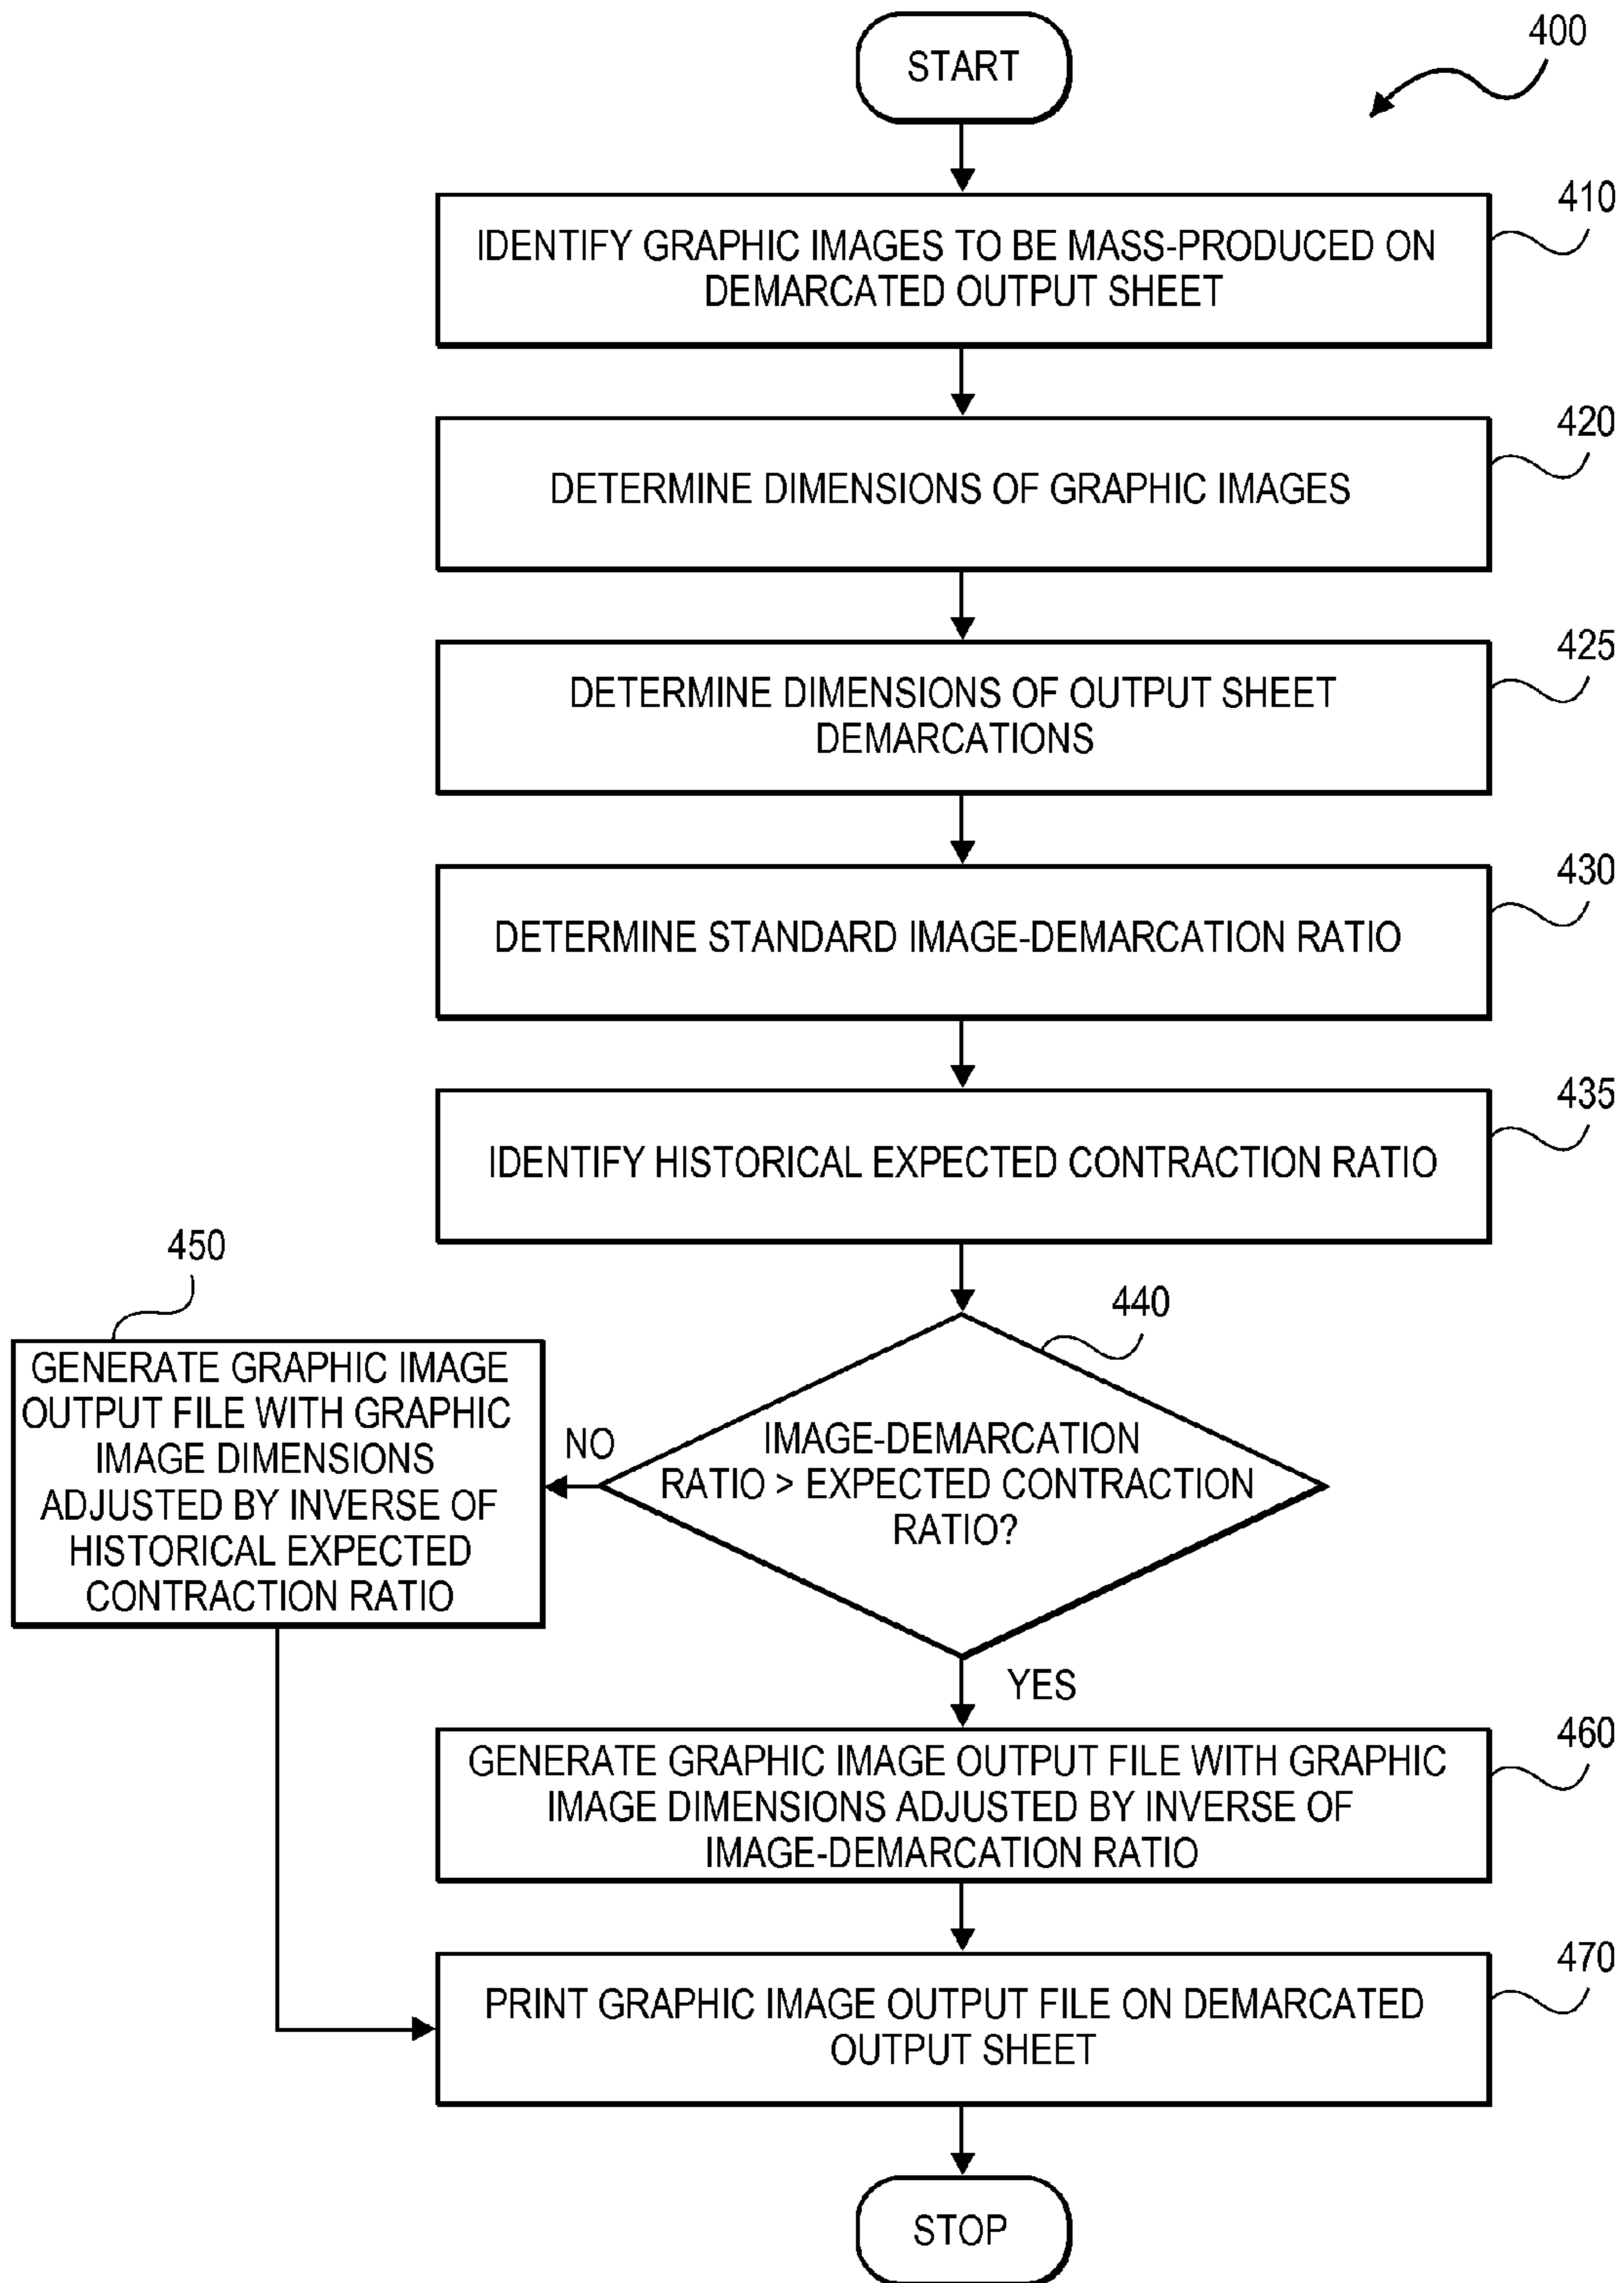 START
400
410
IDENTIFY GRAPHIC IMAGES TO BE MASS-PRODUCED ON
DEMARCATED OUTPUT SHEET
420
DETERMINE DIMENSIONS OF GRAPHIC IMAGES
425
DETERMINE DIMENSIONS OF OUTPUT SHEET
DEMARCATIONS
430
DETERMINE STANDARD IMAGE-DEMARCATION RATIO
435
IDENTIFY HISTORICAL EXPECTED CONTRACTION RATIO
440
IMAGE-DEMARCATION
RATIO > EXPECTED CONTRACTION
RATIO?
NO
450
GENERATE GRAPHIC IMAGE
OUTPUT FILE WITH GRAPHIC
IMAGE DIMENSIONS
ADJUSTED BY INVERSE OF
HISTORICAL EXPECTED
CONTRACTION RATIO
YES
460
GENERATE GRAPHIC IMAGE OUTPUT FILE WITH GRAPHIC
IMAGE DIMENSIONS ADJUSTED BY INVERSE OF
IMAGE-DEMARCATION RATIO
470
PRINT GRAPHIC IMAGE OUTPUT FILE ON DEMARCATED
OUTPUT SHEET
STOP